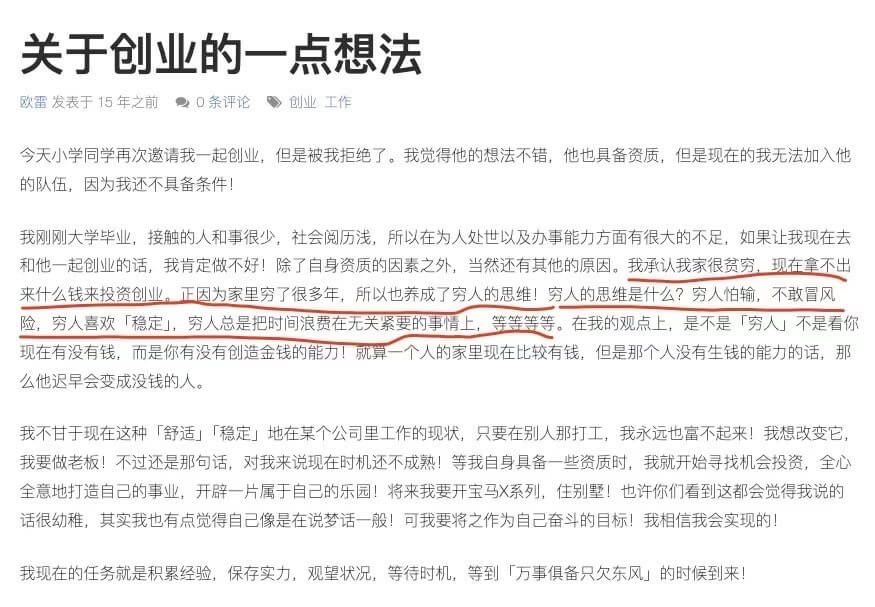 关于创业的一点想法
欧雷 发表于 15 年之前 0 条评论 创业 工作
今天小学同学再次邀请我一起创业，但是被我拒绝了。我觉得他的想法不错，他也具备资质，但是现在的我无法加入他
的队伍，因为我还不具备条件！
我刚刚大学毕业，接触的人和事很少，社会阅历浅，所以在为人处世以及办事能力方面有很大的不足，如果让我现在去
和他一起创业的话，我肯定做不好！除了自身资质的因素之外，当然还有其他的原因。我承认我家很贫穷，现在拿不出
来什么钱来投资创业。正因为家里穷了很多年，所以也养成了穷人的思维！穷人的思维是什么？穷人怕输，不敢冒风
险，穷人喜欢「稳定」，穷人总是把时间浪费在无关紧要的事情上，等等等等。在我的观点上，是不是「穷人」不是看你
现在有没有钱，而是你有没有创造金钱的能力！就算一个人的家里现在比较有钱，但是那个人没有生钱的能力的话，那
么他迟早会变成没钱的人。
我不甘于现在这种「舒适」「稳定」地在某个公司里工作的现状，只要在别人那打工，我永远也富不起来！我想改变它，
我要做老板！不过还是那句话，对我来说现在时机还不成熟！等我自身具备一些资质时，我就开始寻找机会投资，全心
全意地打造自己的事业，开辟一片属于自己的乐园！将来我要开宝马X系列，住别墅！也许你们看到这都会觉得我说的
话很幼稚，其实我也有点觉得自己像是在说梦话一般！可我要将之作为自己奋斗的目标！我相信我会实现的！
我现在的任务就是积累经验，保存实力，观望状况，等待时机，等到「万事俱备只欠东风」的时候到来！